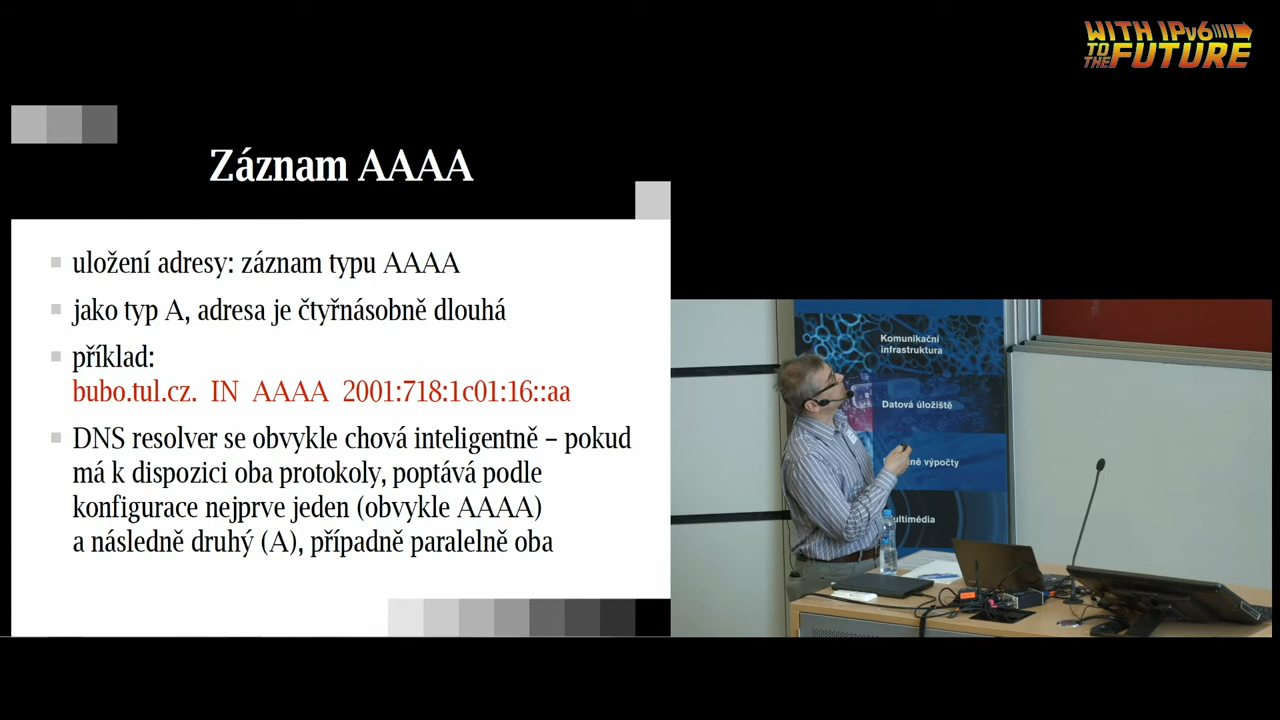 WITH IPv6
TO THE FUTURE
Záznam AAAA
uložení adresy: záznam typu AAAA
jako typ A, adresa je čtyřnásobně dlouhá
příklad:
bubo.tul.cz. IN AAAA 2001:718:1c01:16::aa
DNS resolver se obvykle chová inteligentně – pokud
má k dispozici oba protokoly, poptává podle
konfigurace nejprve jeden (obvykle AAAA)
a následně druhý (A), případně paralelně oba
Komunikační
infrastruktura
Datová úložiště
výpočty